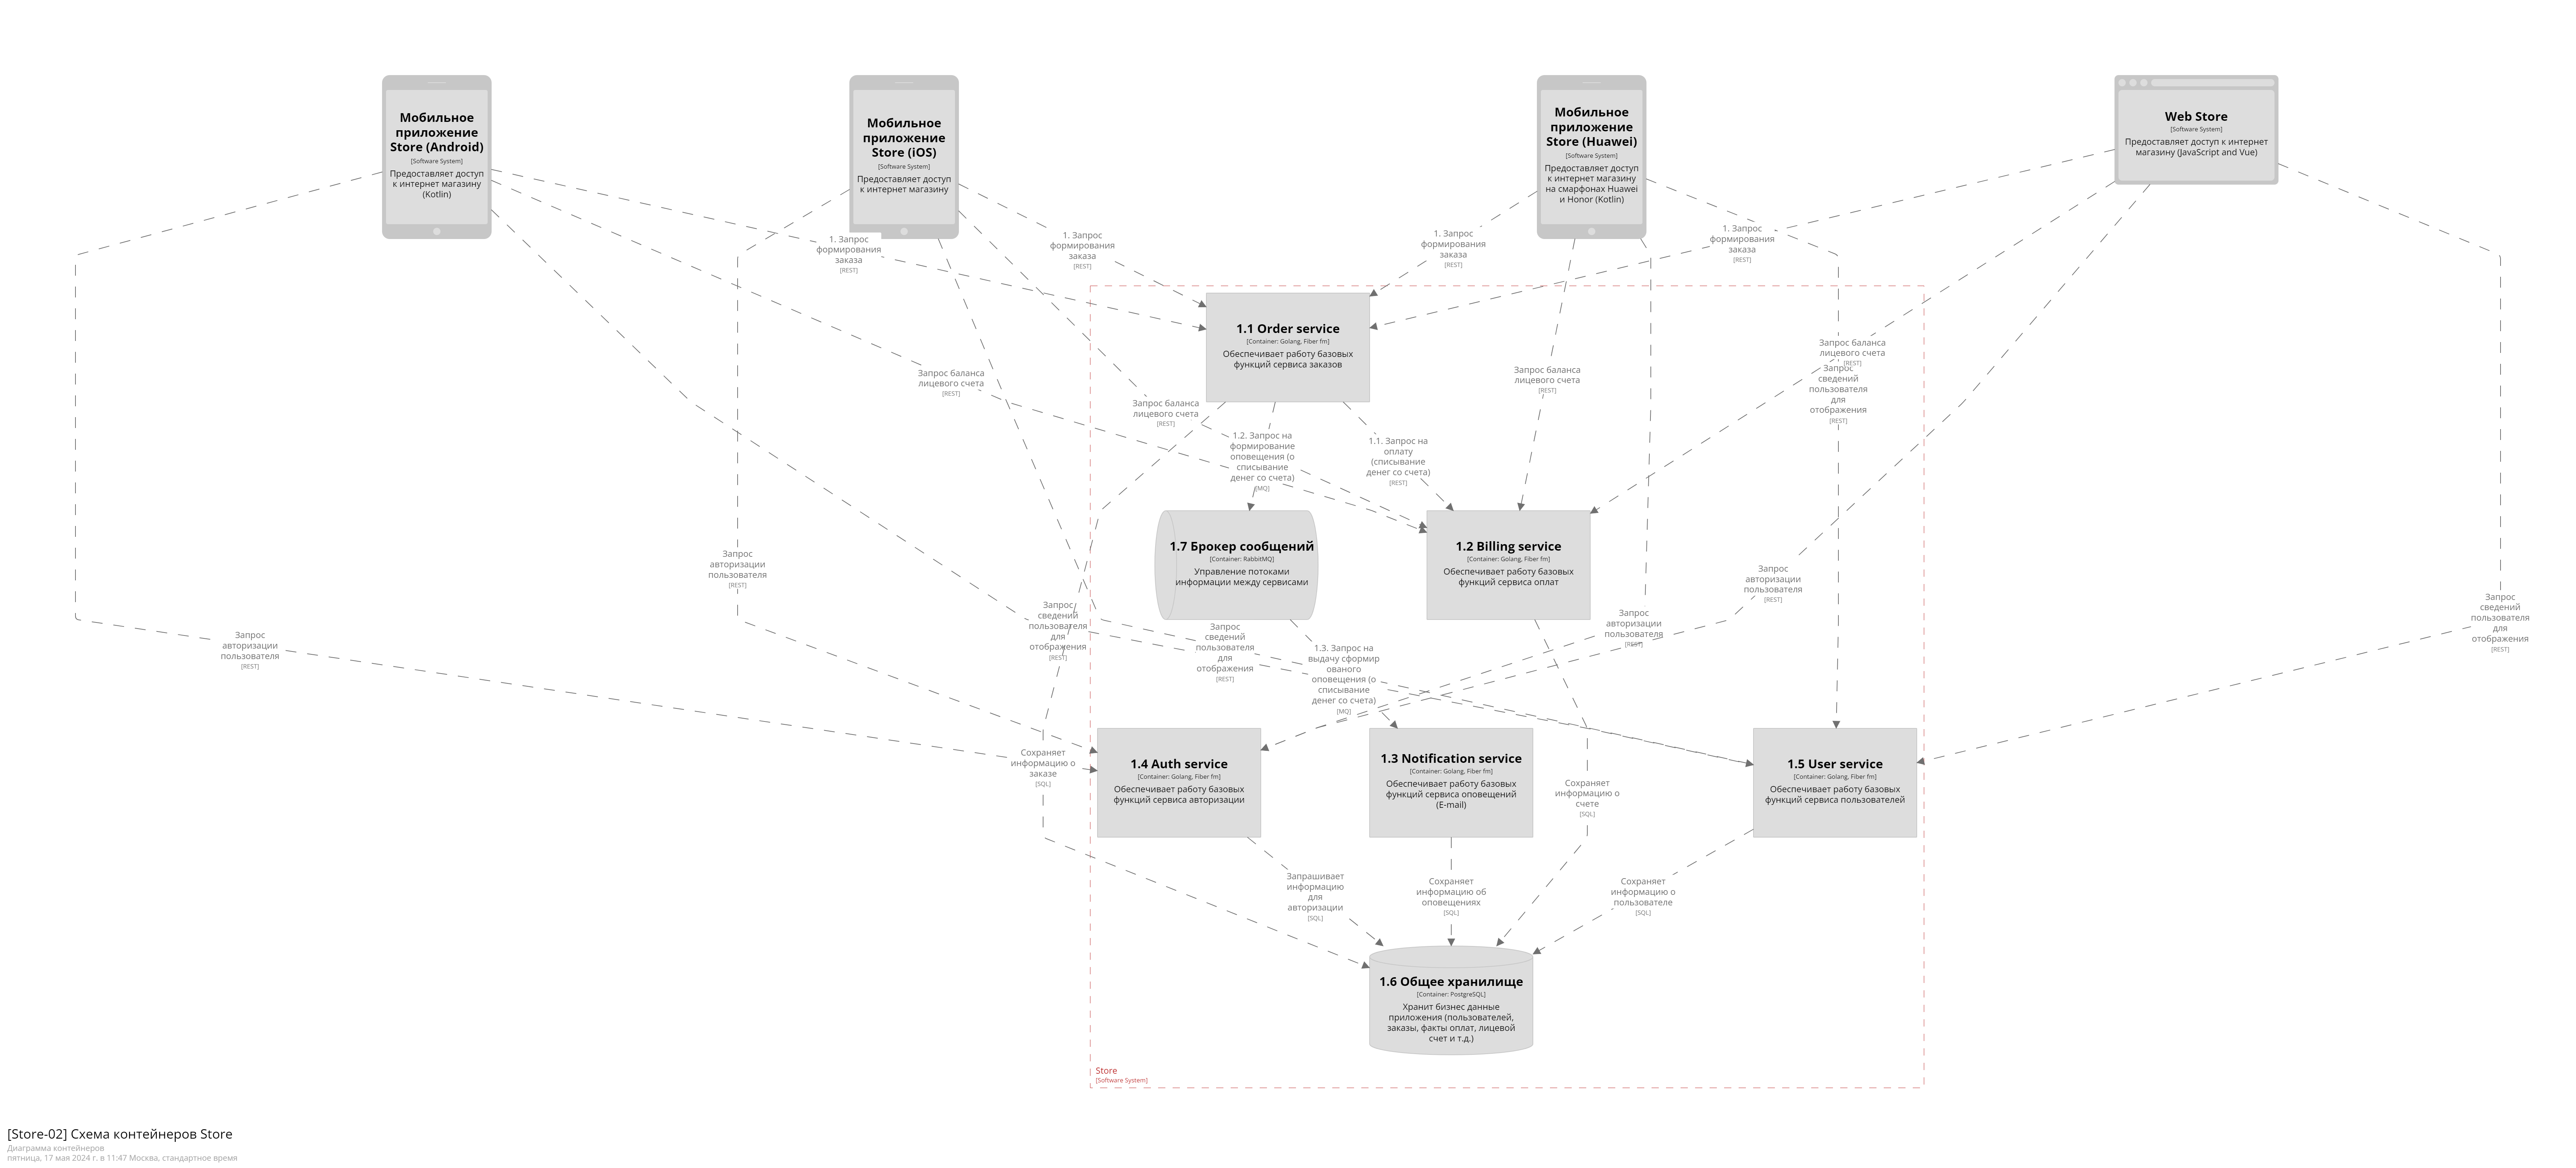 Мобильное
приложение
Store (Android)
[Software System]
Предоставляет доступ
к интернет магазину
(Kotlin)
Мобильное
приложение
Store (iOS)
[Software System]
Предоставляет доступ
к интернет магазину
Мобильное
приложение
Store (Huawei)
[Software System]
Предоставляет доступ
к интернет магазину
на смарфонах Huawei
и Honor (Kotlin)
Web Store
[Software System]
Предоставляет доступ к интернет
магазину (JavaScript and Vue)
1. Запрос
формирования
заказа
[REST]
1. Запрос
формирования
заказа
[REST]
1. Запрос
формирования
заказа
[REST]
1. Запрос
формирования
заказа
[REST]
1.1 Order service
[Container: Golang, Fiber fm]
Обеспечивает работу базовых
функций сервиса заказов
Запрос баланса
лицевого счета
[REST]
Запрос баланса
лицевого счета
[REST]
Запрос баланса
лицевого счета
[REST]
Запрос баланса
лицевого счета
[REST]
Запрос
сведений
пользователя
для
отображения
[REST]
1.2. Запрос на
формирование
оповещения (о
списывание
денег со счета)
[MQ]
1.1. Запрос на
оплату
(списывание
денег со счета)
[REST]
1.7 Брокер сообщений
[Container: RabbitMQ]
Управление потоками
информации между сервисами
1.2 Billing service
[Container: Golang, Fiber fm]
Обеспечивает работу базовых
функций сервиса оплат
Запрос
авторизации
пользователя
[REST]
Запрос
авторизации
пользователя
[REST]
Запрос
сведений
пользователя
для
отображения
[REST]
Запрос
авторизации
пользователя
[REST]
Запрос
сведений
пользователя
для
отображения
[REST]
Запрос
сведений
пользователя
для
отображения
[REST]
Запрос
авторизации
пользователя
[REST]
1.3. Запрос на
выдачу сформир
ованого
оповещения (о
списывание
денег со счета)
[MQ]
Сохраняет
информацию о
заказе
[SQL]
1.4 Auth service
[Container: Golang, Fiber fm]
Обеспечивает работу базовых
функций сервиса авторизации
1.3 Notification service
[Container: Golang, Fiber fm]
Обеспечивает работу базовых
функций сервиса оповещений
(E-mail)
Сохраняет
информацию о
счете
[SQL]
1.5 User service
[Container: Golang, Fiber fm]
Обеспечивает работу базовых
функций сервиса пользователей
Запрашивает
информацию
для
авторизации
[SQL]
Сохраняет
информацию об
оповещениях
[SQL]
Сохраняет
информацию о
пользователе
[SQL]
1.6 Общее хранилище
[Container: PostgreSQL]
Хранит бизнес данные
приложения (пользователей,
заказы, факты оплат, лицевой
счет и т.д.)
Store
[Software System]
[Store-02] Схема контейнеров Store
Диаграмма контейнеров
пятница, 17 мая 2024 г. в 11:47 Москва, стандартное время